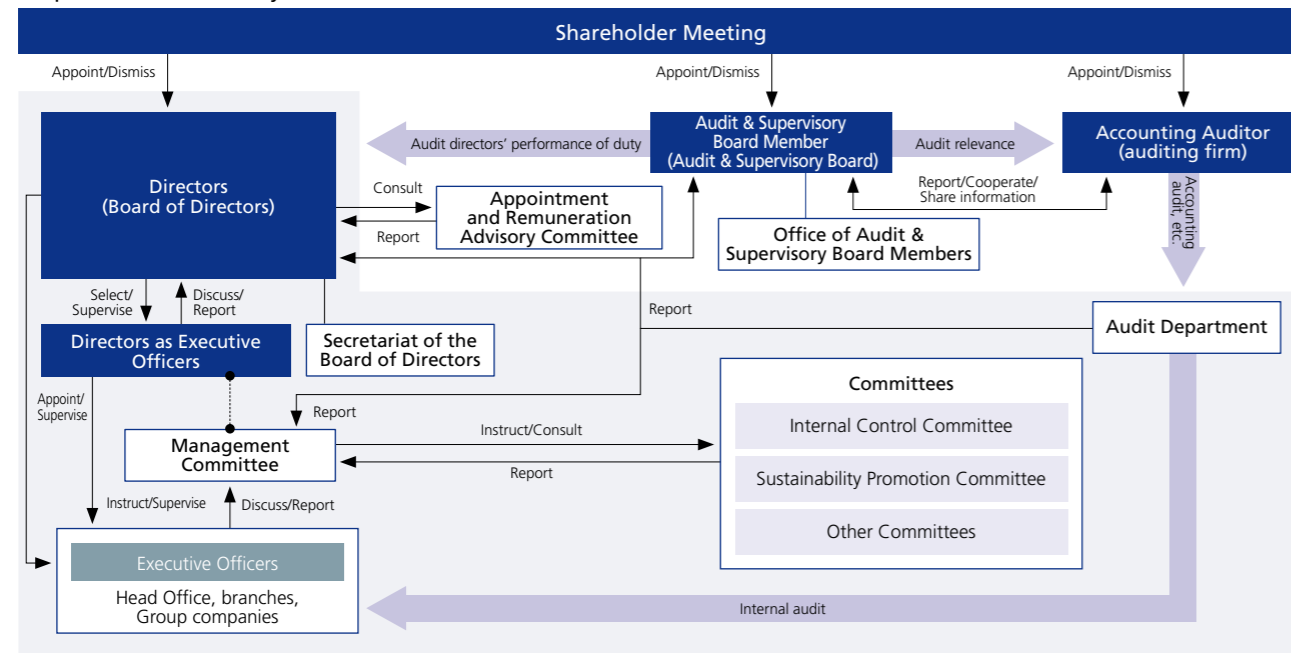 Shareholder Meeting
Appoint/Dismiss
Appoint/Dismiss
Appoint/Dismiss
Directors
(Board of Directors)
Audit directors’ performance of duty
Audit & Supervisory
Board Member
(Audit & Supervisory Board)
Audit relevance
Accounting Auditor
(auditing firm)
Consult
Report
Appointment
and Remuneration
Advisory Committee
Report/Cooperate/
Share information
Office of Audit &
Supervisory Board Members
Accounting
audit, etc.
Select/
Supervise
Discuss/
Report
Directors as Executive
Officers
Secretariat of the
Board of Directors
Report
Audit Department
Appoint/
Supervise
Report
Management
Committee
Instruct/Consult
Report
Committees
Internal Control Committee
Sustainability Promotion Committee
Other Committees
Instruct/Supervise
Discuss/Report
Executive Officers
Head Office, branches,
Group companies
Internal audit